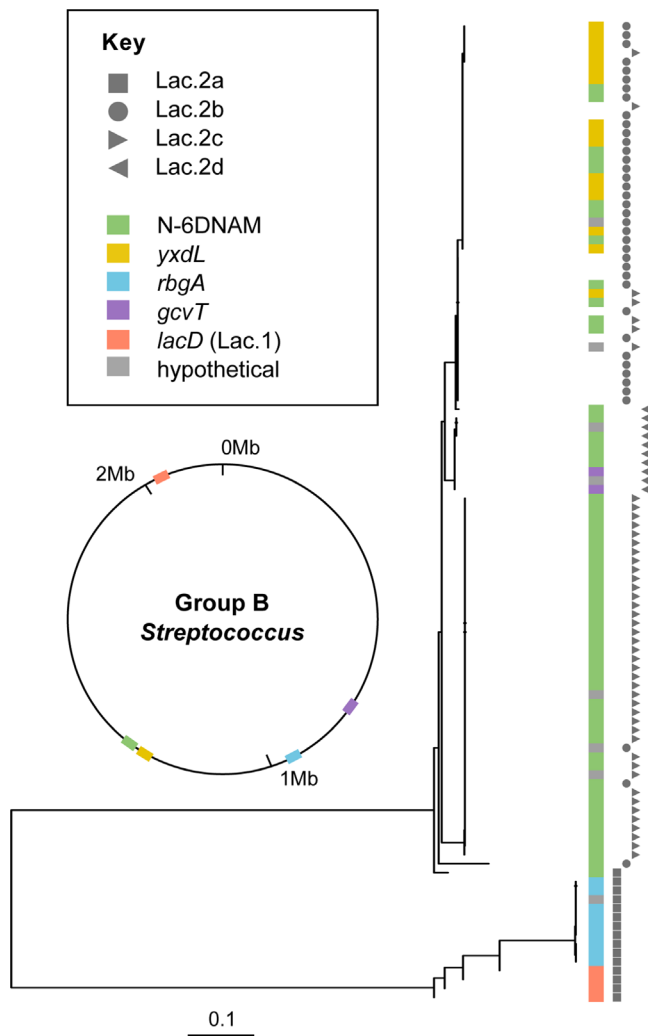 Key
Lac.2a
Lac.2b
Lac.2c
Lac.2d
N-6DNAM
yxdL
rbgA
gcvT
lacD (Lac.1)
hypothetical
0Mb
2Mb
Group B
Streptococcus
1Mb
0.1